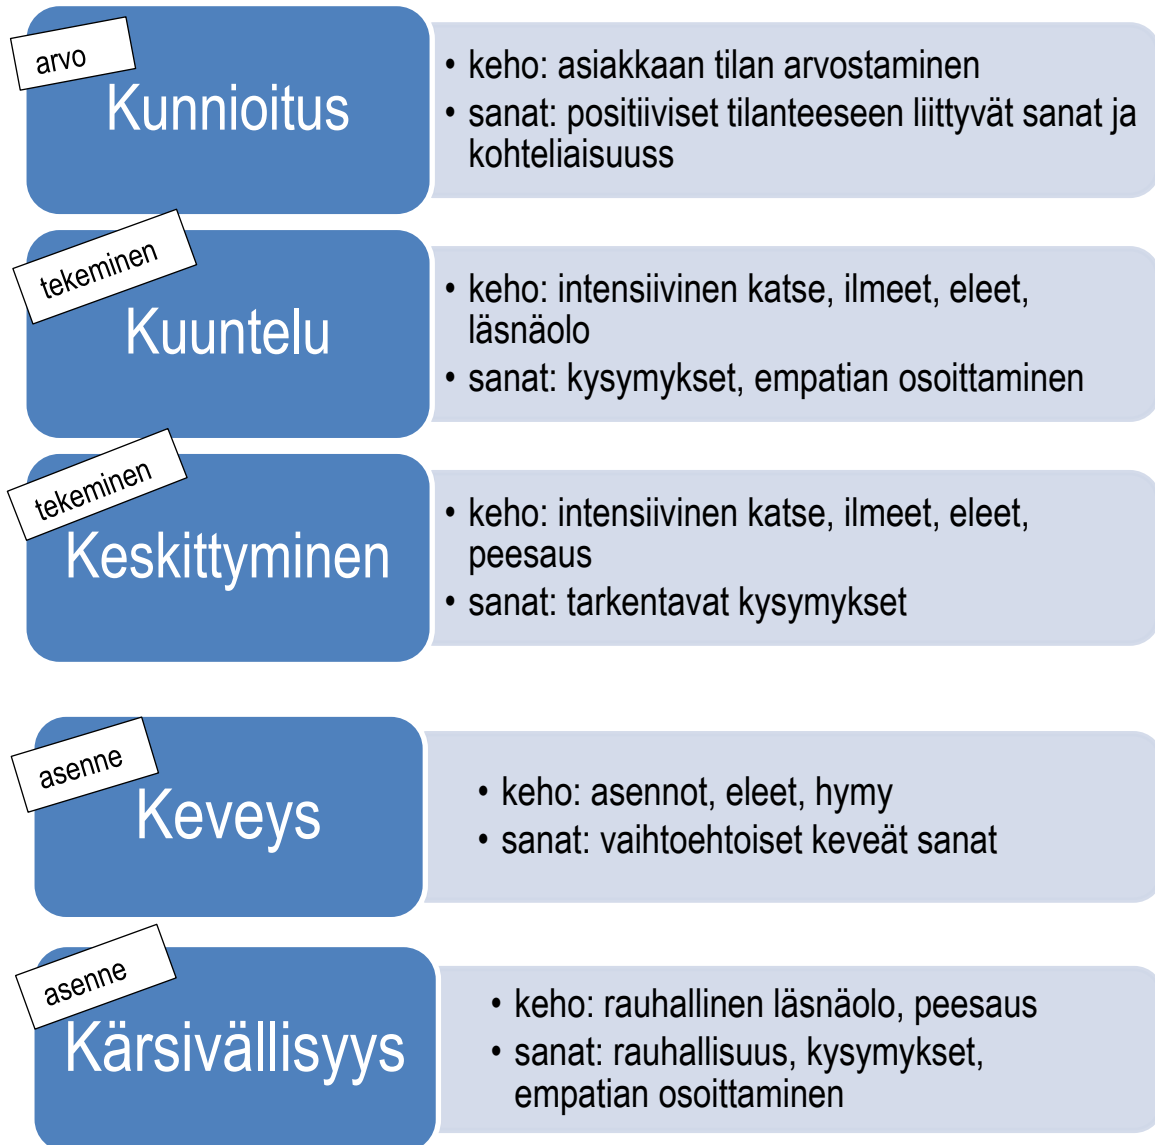 arvo
Kunnioitus
• keho: asiakkaan tilan arvostaminen
• sanat: positiiviset tilanteeseen liittyvät sanat ja
kohteliaisuuss
tekeminen
Kuuntelu
• keho: intensiivinen katse, ilmeet, eleet,
läsnäolo
• sanat: kysymykset, empatian osoittaminen
tekeminen
Keskittyminen
• keho: intensiivinen katse, ilmeet, eleet,
peesaus
• sanat: tarkentavat kysymykset
asenne
Keveys
• keho: asennot, eleet, hymy
• sanat: vaihtoehtoiset keveät sanat
asenne
Kärsivällisyys
• keho: rauhallinen läsnäolo, peesaus
• sanat: rauhallisuus, kysymykset,
empatian osoittaminen